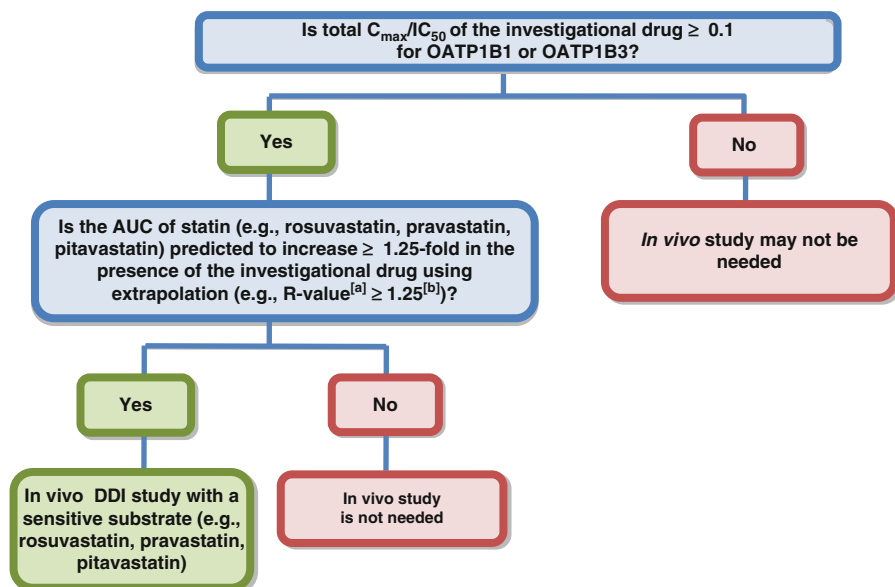 Is total Cmax/IC50 of the investigational drug ≥ 0.1
for OATP1B1 or OATP1B3?
Yes
No
Is the AUC of statin (e.g., rosuvastatin, pravastatin,
pitavastatin) predicted to increase ≥ 1.25-fold in the
presence of the investigational drug using
extrapolation (e.g., R-value[a] ≥ 1.25[b])?
In vivo study may not be
needed
Yes
No
In vivo DDI study with a
sensitive substrate (e.g.,
rosuvastatin, pravastatin,
pitavastatin)
In vivo study
is not needed